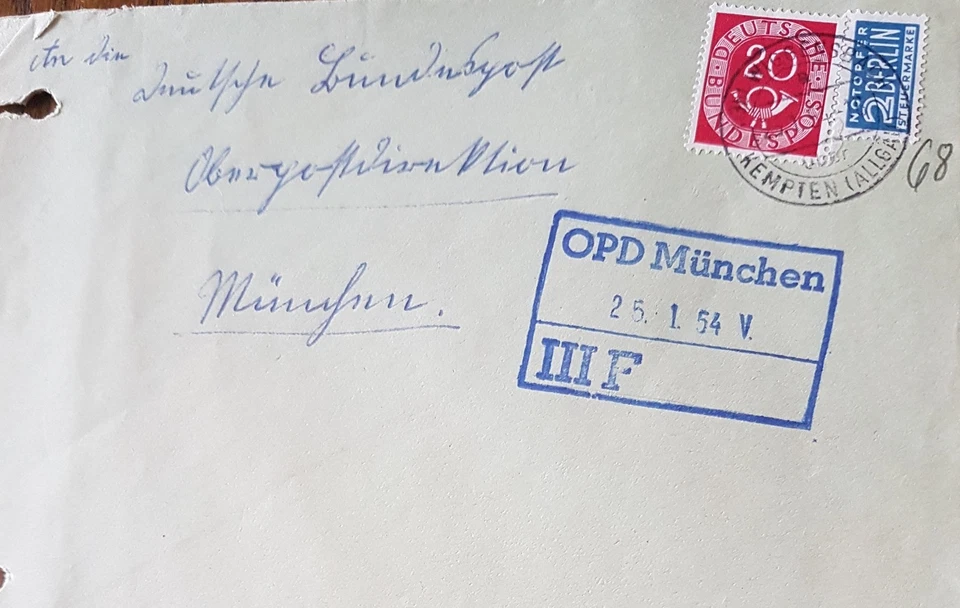 An die
Deutsche Bundespost
Oberpostdirektion
München.
DEUTSCHE BUNDESPOST
20
NOTOPFER
2 BERLIN
STEUERMARKE
KEMPTEN (ALLGÄU)
68
OPD München
25. 1. 54 V.
III F